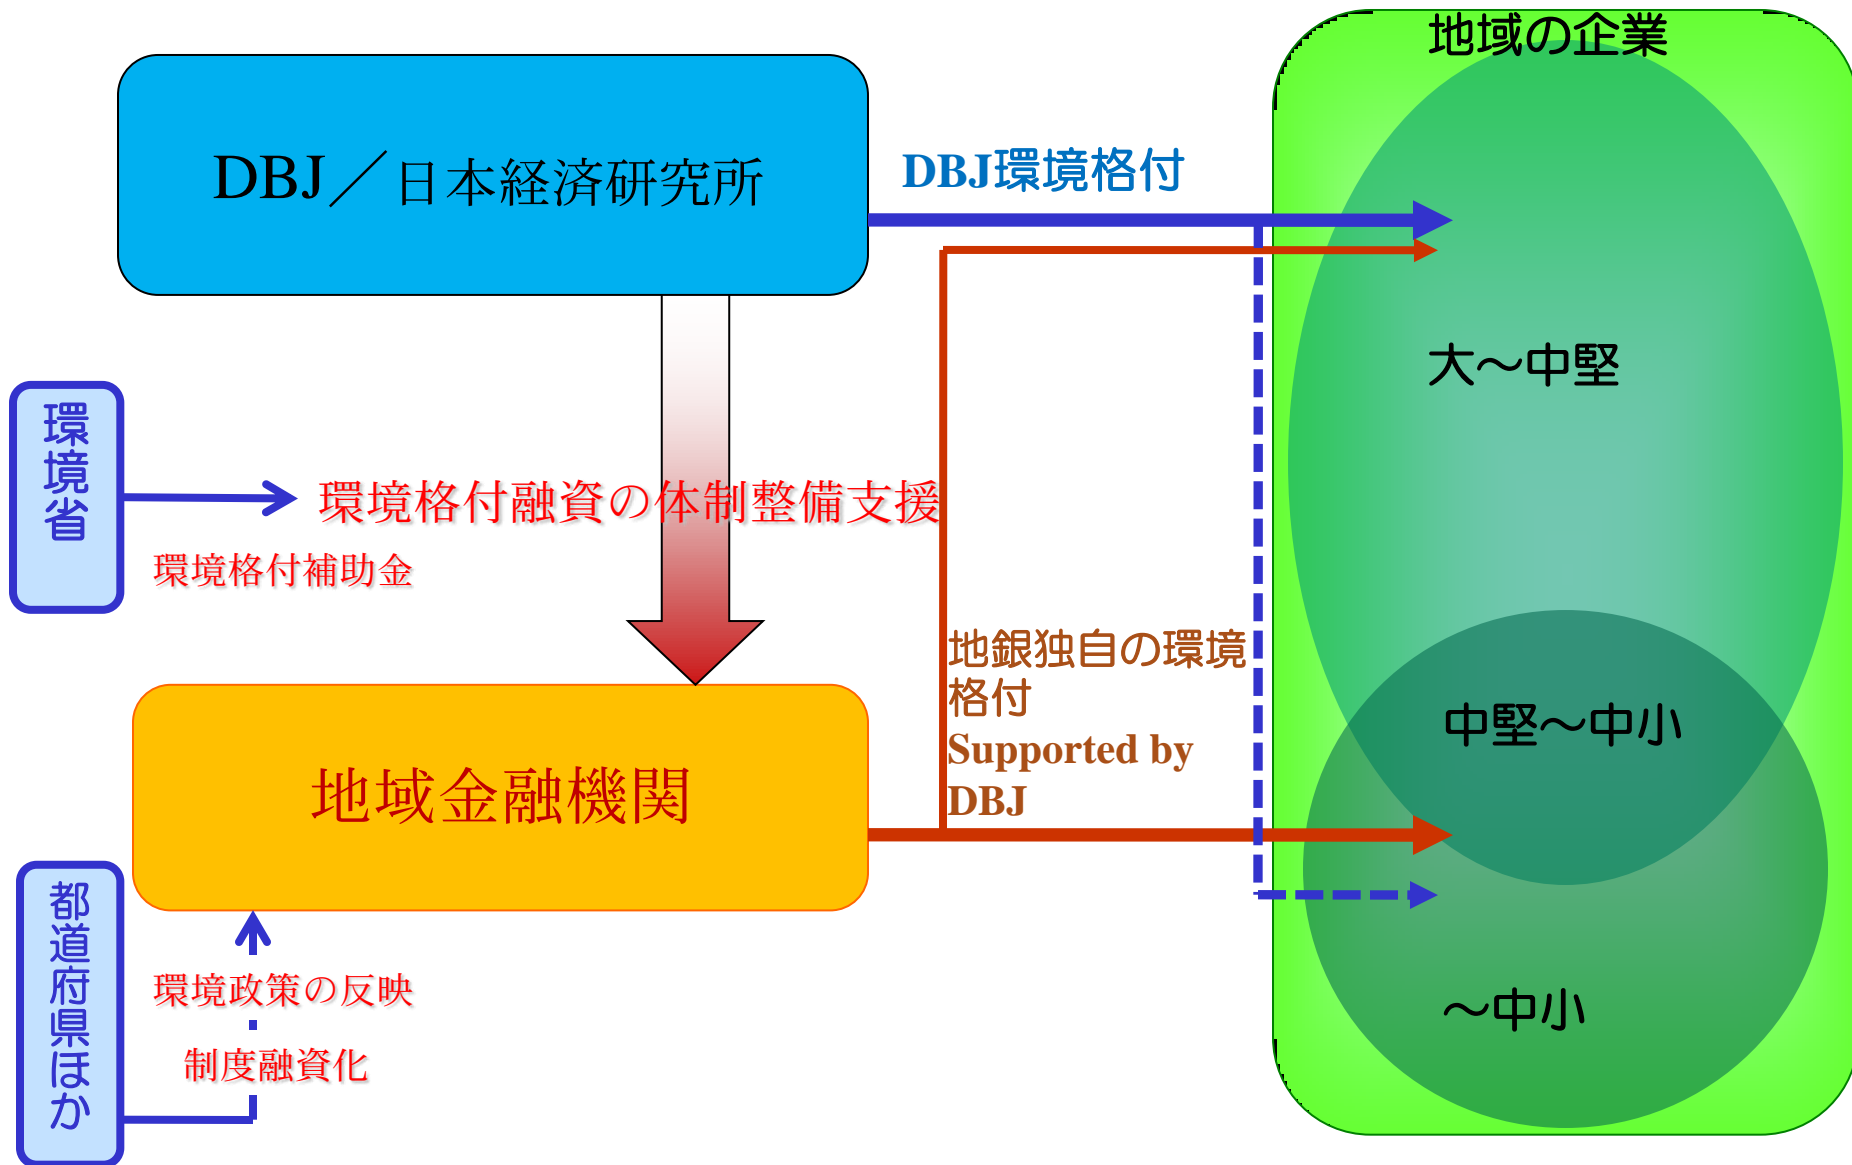 地域の企業
DBJ／日本経済研究所
DBJ環境格付
大～中堅
環境省
環境格付融資の体制整備支援
環境格付補助金
地銀独自の環境
格付
Supported by
DBJ
中堅～中小
地域金融機関
都道府県ほか
環境政策の反映
制度融資化
～中小